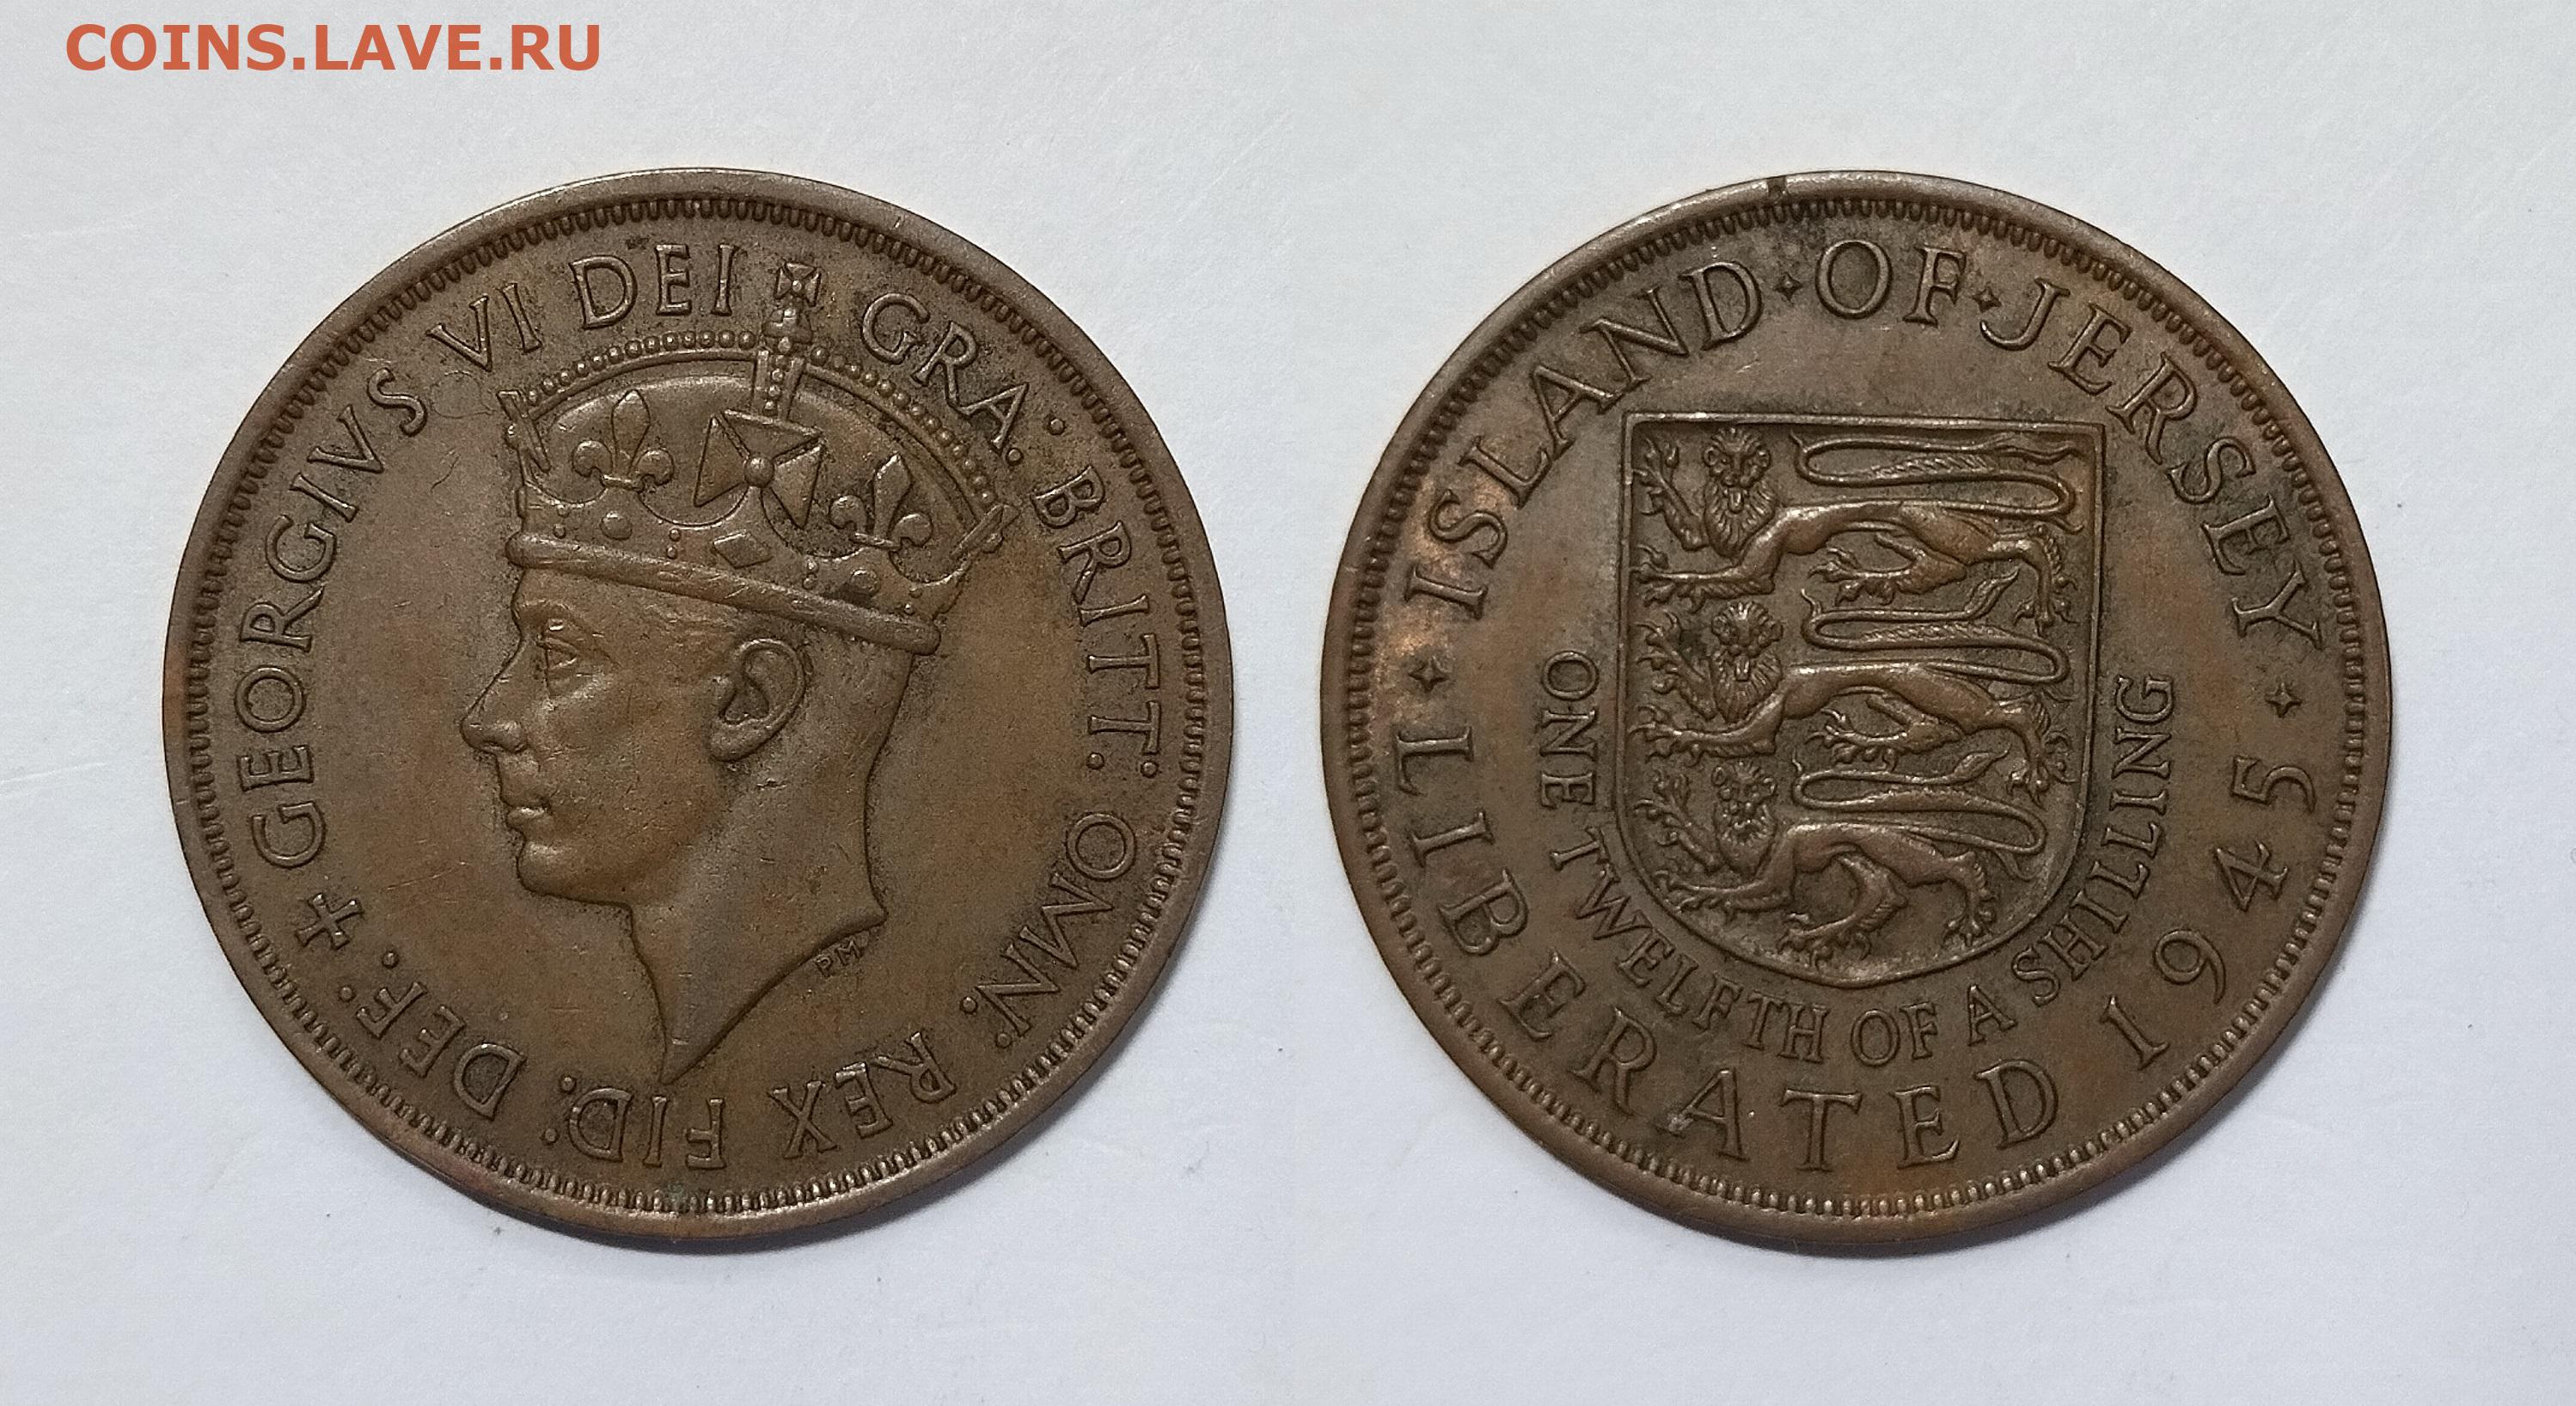 COINS.LAVE.RU
GEORGIVS VI DEI GRA: BRITT: OMN: REX FID: DEF:
PM
ISLAND · OF · JERSEY
ONE TWELFTH OF A SHILLING
LIBERATED 1945